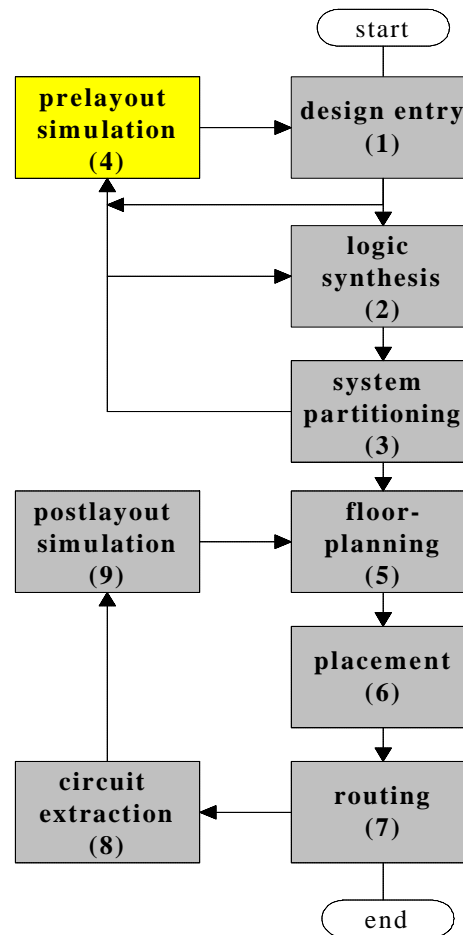 start
prelayout
simulation
(4)
design entry
(1)
logic
synthesis
(2)
system
partitioning
(3)
postlayout
simulation
(9)
floor-
planning
(5)
placement
(6)
circuit
extraction
(8)
routing
(7)
end